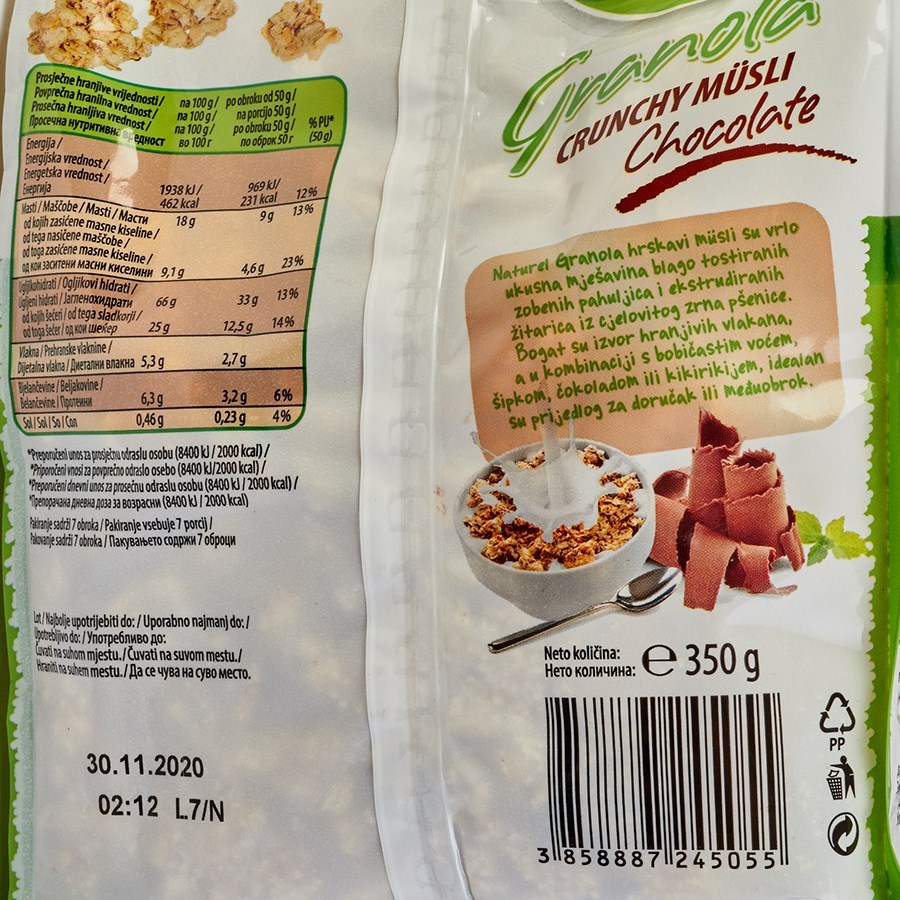 Prosječne hranjive vrijednosti /
Povprečna hranilna vrednost /
Prosečna hranljiva vrednost /
Просечна нутритивна вредност
na 100 g / po obroku od 50 g /
na 100 g / na porcijo 50 g /
na 100 g / po obroku 50 g / % PU*
во 100 г по оброк 50 г (50 g)
Energija /
Energijska vrednost /
Energetska vrednost /
Енергија
1938 kJ / 969 kJ/
462 kcal 231 kcal 12%
Masti / Maščobe / Masti / Масти 18 g 9 g 13%
od kojih zasićene masne kiseline /
od tega nasičene maščobe /
od toga zasićene masne kiseline /
од кои заситени масни киселини 9,1 g 4,6 g 23%
Ugljikohidrati / Ogljikovi hidrati /
Ugljeni hidrati / Јагленохидрати 66 g 33 g 13%
od kojih šećeri / od tega sladkorji /
od toga šećer / од кои шеќер 25 g 12,5 g 14%
Vlakna / Prehranske vlaknine /
Dijetalna vlakna / Диетални влакна 5,3 g 2,7 g
Bjelančevine / Beljakovine /
Belančevine / Протеини 6,3 g 3,2 g 6%
Sol / Sol / So / Сол 0,46 g 0,23 g 4%
*Preporučeni unos za prosječnu odraslu osobu (8400 kJ / 2000 kcal) /
*Priporočeni vnosi za povprečno odraslo osebo (8400 kJ/2000 kcal) /
*Preporučeni dnevni unos za prosečnu odraslu osobu (8400 kJ / 2000 kcal) /
*Препорачана дневна доза за возрасни (8400 kJ / 2000 kcal)
Pakiranje sadrži 7 obroka / Pakiranje vsebuje 7 porcij /
Pakovanje sadrži 7 obroka / Пакувањето содржи 7 оброци
Lot / Najbolje upotrijebiti do: / Uporabno najmanj do: /
Upotrebljivo do: / Употребливо до:
Čuvati na suhom mjestu. / Čuvati na suvom mestu. /
Hraniti na suhem mestu. / Да се чува на суво место.
30.11.2020
02:12 L7/N
Granola
CRUNCHY MÜSLI
Chocolate
Naturel Granola hrskavi müsli su vrlo
ukusna mješavina blago tostiranih
zobenih pahuljica i ekstrudiranih
žitarica iz cjelovitog zrna pšenice.
Bogat su izvor hranjivih vlakana,
a u kombinaciji s bobičastim voćem,
šipkom, čokoladom ili kikirikijem, idealan
su prijedlog za doručak ili međuobrok.
Neto količina:
Нето количина: e 350 g
PP
3 858887 245055